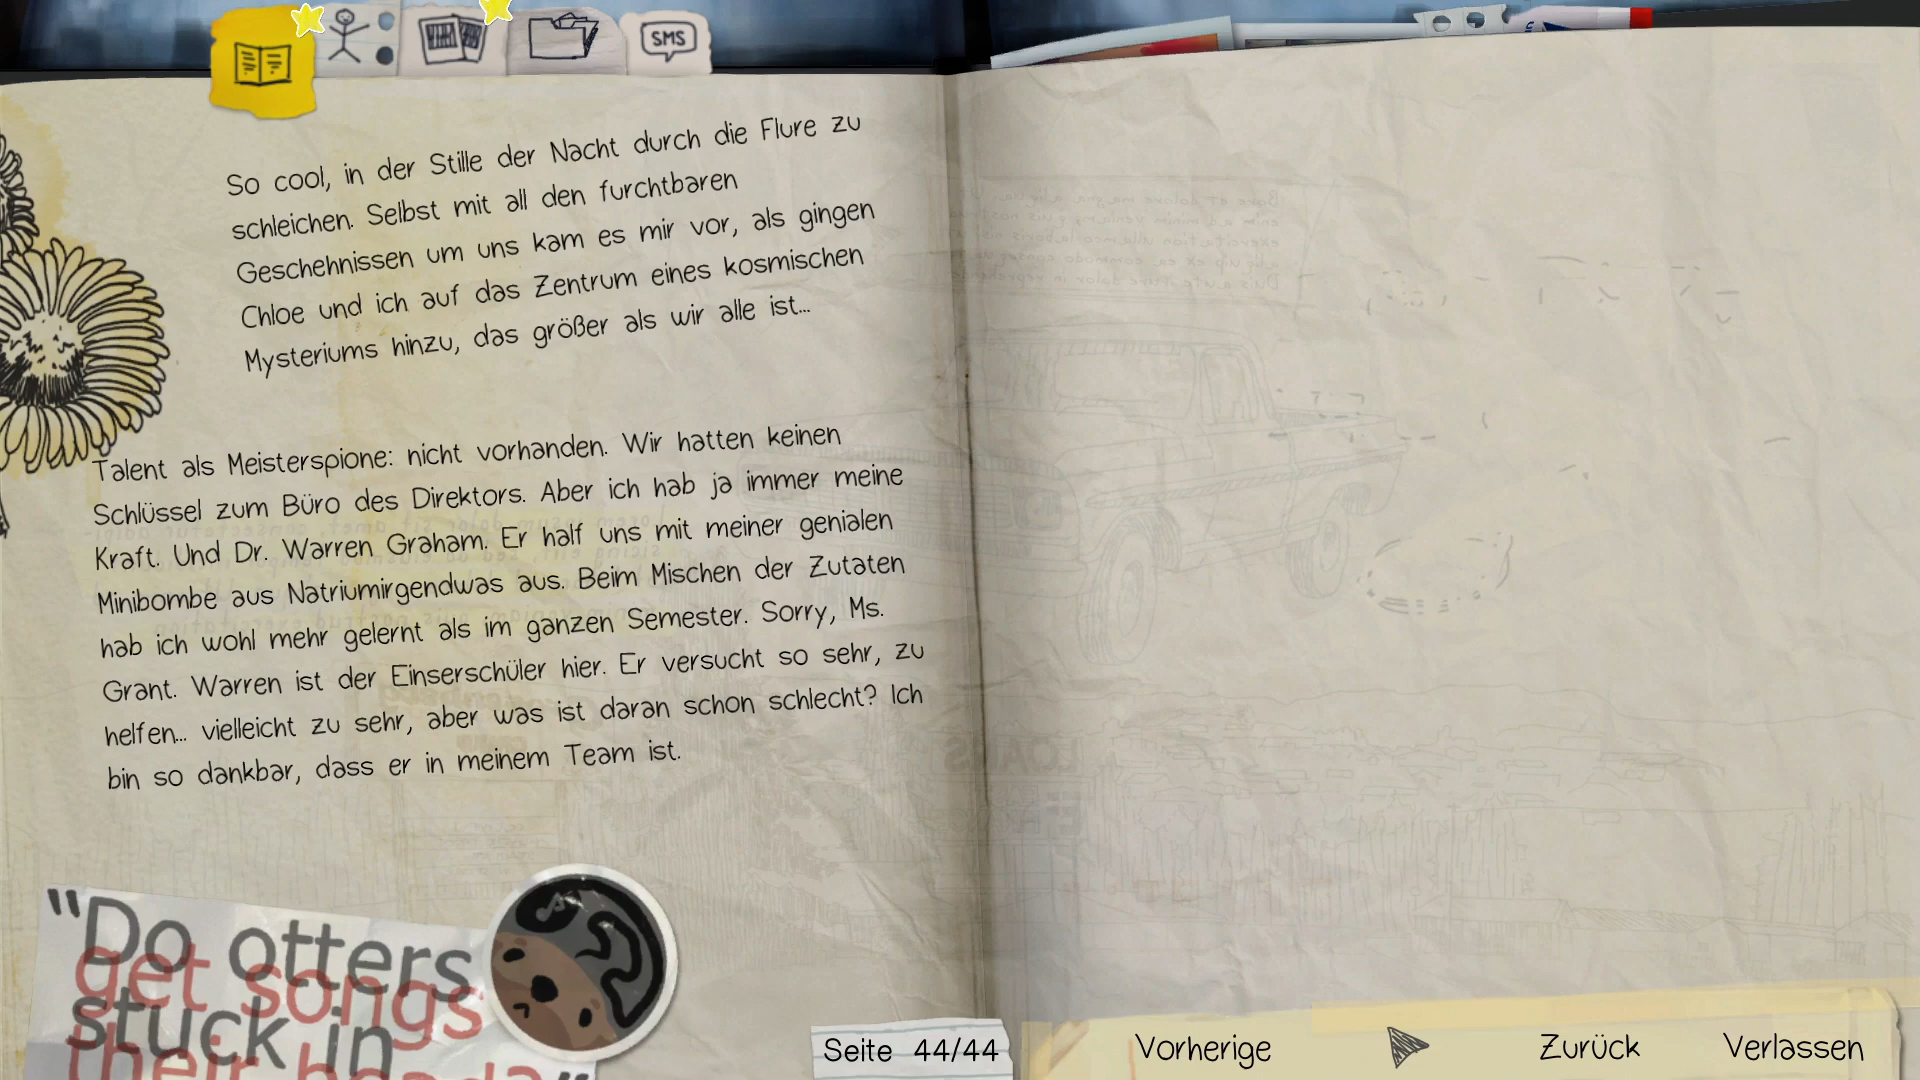 SMS
So cool, in der Stille der Nacht durch die Flure zu
schleichen. Selbst mit all den furchtbaren
Geschehnissen um uns kam es mir vor, als gingen
Chloe und ich auf das Zentrum eines kosmischen
Mysteriums hinzu, das größer als wir alle ist...
Talent als Meisterspione: nicht vorhanden. Wir hatten keinen
Schlüssel zum Büro des Direktors. Aber ich hab ja immer meine
Kraft. Und Dr. Warren Graham. Er half uns mit meiner genialen
Minibombe aus Natriumirgendwas aus. Beim Mischen der Zutaten
hab ich wohl mehr gelernt als im ganzen Semester. Sorry, Ms.
Grant. Warren ist der Einserschüler hier. Er versucht so sehr, zu
helfen... vielleicht zu sehr, aber was ist daran schon schlecht? Ich
bin so dankbar, dass er in meinem Team ist.
"Do otters
get songs
stuck in
their heads?"
Seite 44/44
Vorherige
Zurück
Verlassen